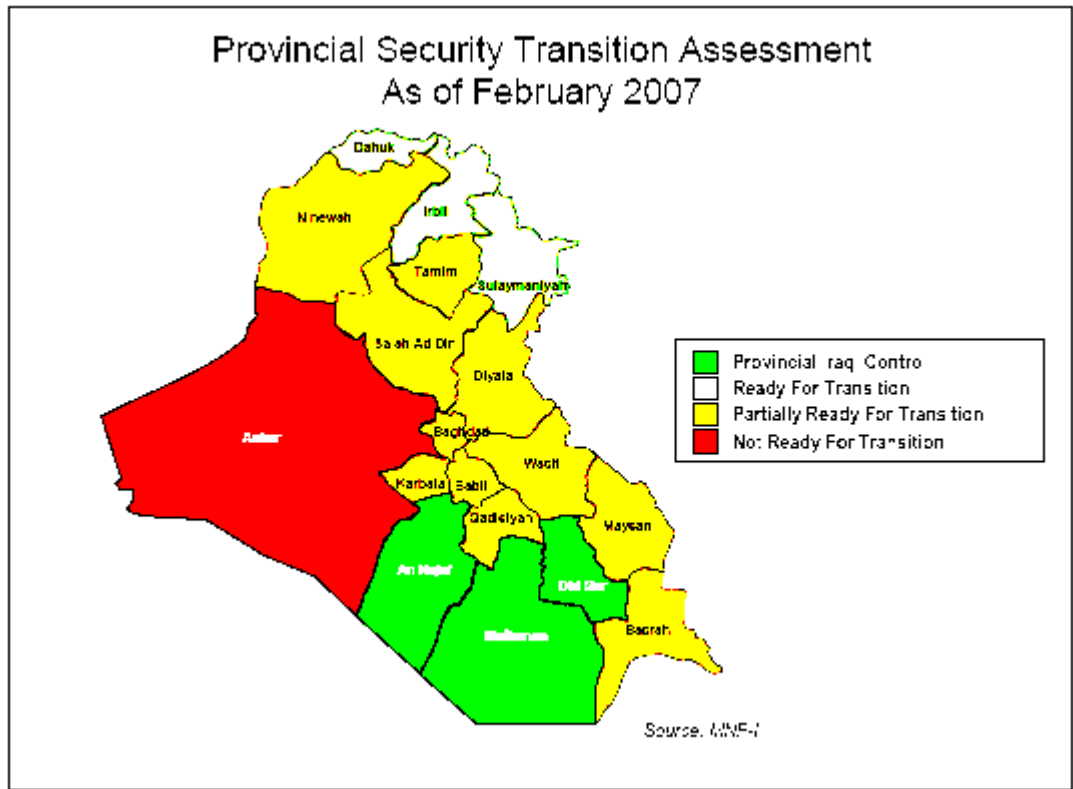 Provincial Security Transition Assessment
As of February 2007
Dahuk
Ninewah
Irbil
Tamim
Sulaymaniyah
Salah Ad Din
Diyala
Provincial Iraqi Control
Ready For Transition
Partially Ready For Transition
Not Ready For Transition
Anbar
Baghdad
Wasit
Karbala
Babil
Qadisiyah
Maysan
An Najaf
Dhi Qar
Muthanna
Basrah
Source: MNF-I